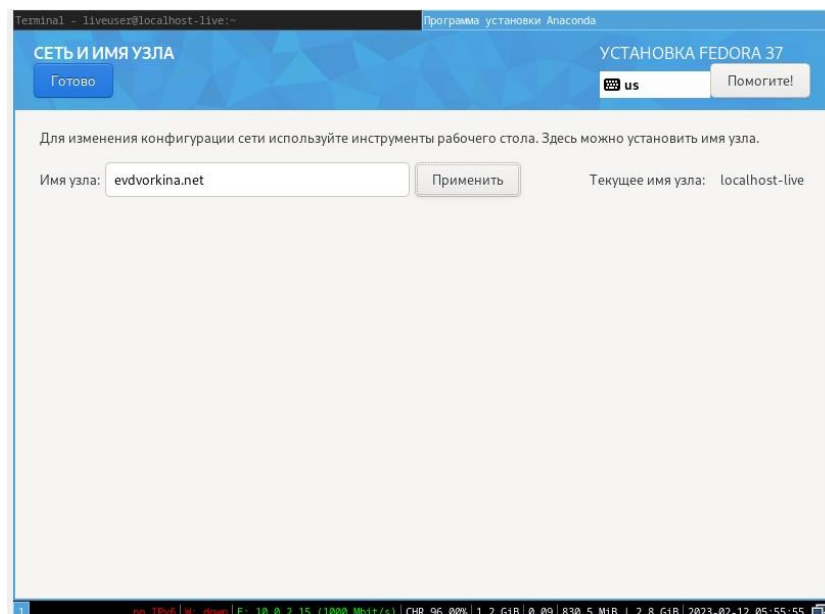 Terminal - liveuser@localhost-live:~ Программа установки Anaconda
СЕТЬ И ИМЯ УЗЛА УСТАНОВКА FEDORA 37
Готово us Помогите!
Для изменения конфигурации сети используйте инструменты рабочего стола. Здесь можно установить имя узла.
Имя узла: evdvorkina.net Применить Текущее имя узла: localhost-live
1 no IPv6 | W: down | E: 10.0.2.15 (1000 Mbit/s) | CHR 96.00% | 1.2 GiB | 0.09 | 830.5 MiB | 2.8 GiB | 2023-02-12 05:55:55